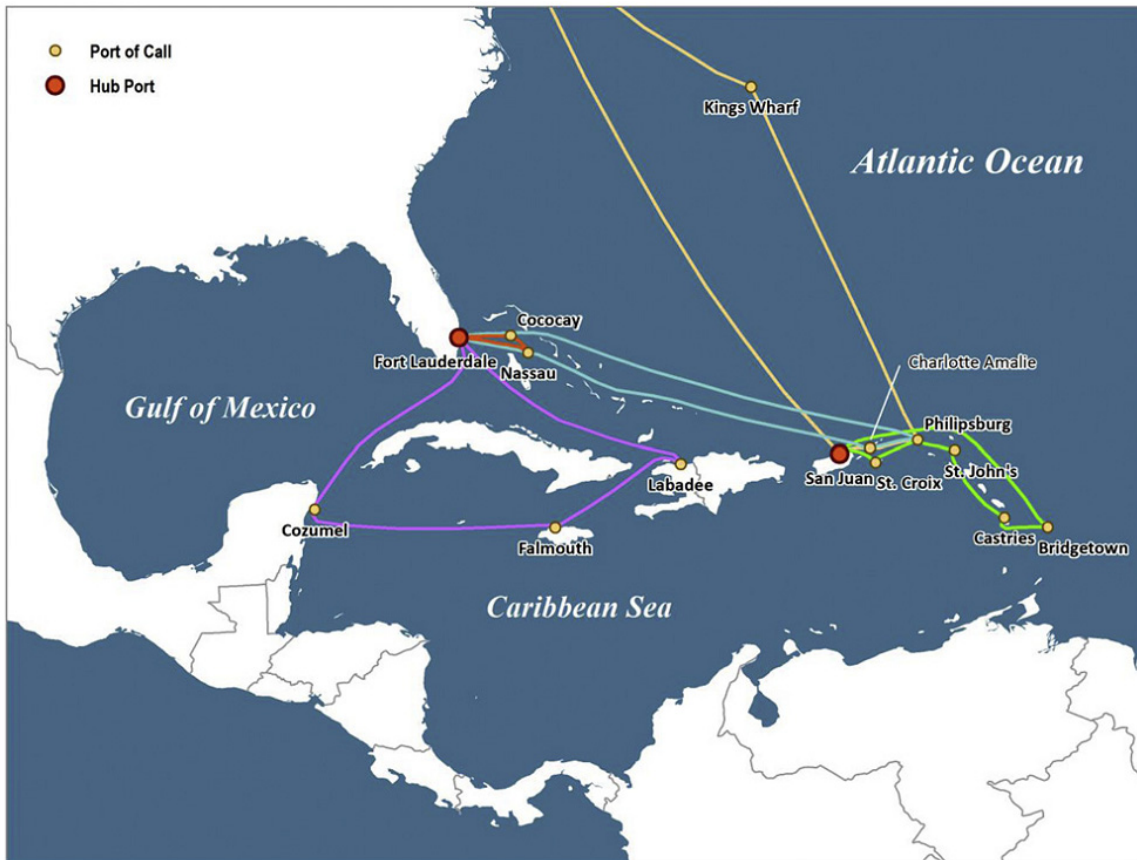 Port of Call
Hub Port
Kings Wharf
Atlantic Ocean
Cococay
Fort Lauderdale
Nassau
Charlotte Amalie
Gulf of Mexico
Philipsburg
San Juan
St. Croix
St. John's
Labadee
Cozumel
Falmouth
Castries
Bridgetown
Caribbean Sea